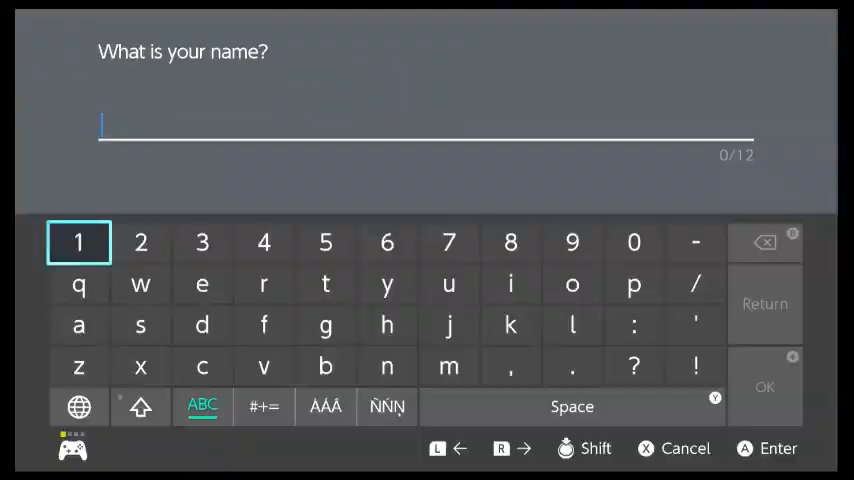 What is your name?
0/12
1 2 3 4 5 6 7 8 9 0 -
q w e r t y u i o p /
Return
a s d f g h j k l : '
z x c v b n m , . ? !
OK
ABC #+= ÀÁÂ Space Y
L ← R → Shift X Cancel A Enter